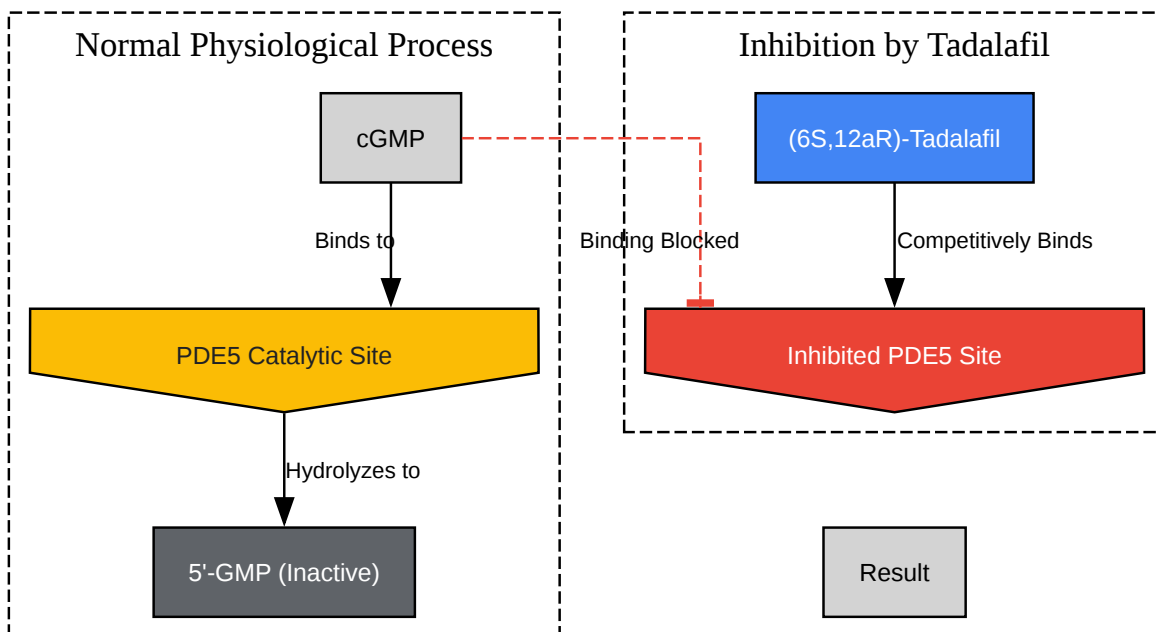 Normal Physiological Process
Inhibition by Tadalafil
cGMP
(6S,12aR)-Tadalafil
Binds to
Binding Blocked
Competitively Binds
PDE5 Catalytic Site
Inhibited PDE5 Site
Hydrolyzes to
5'-GMP (Inactive)
Result